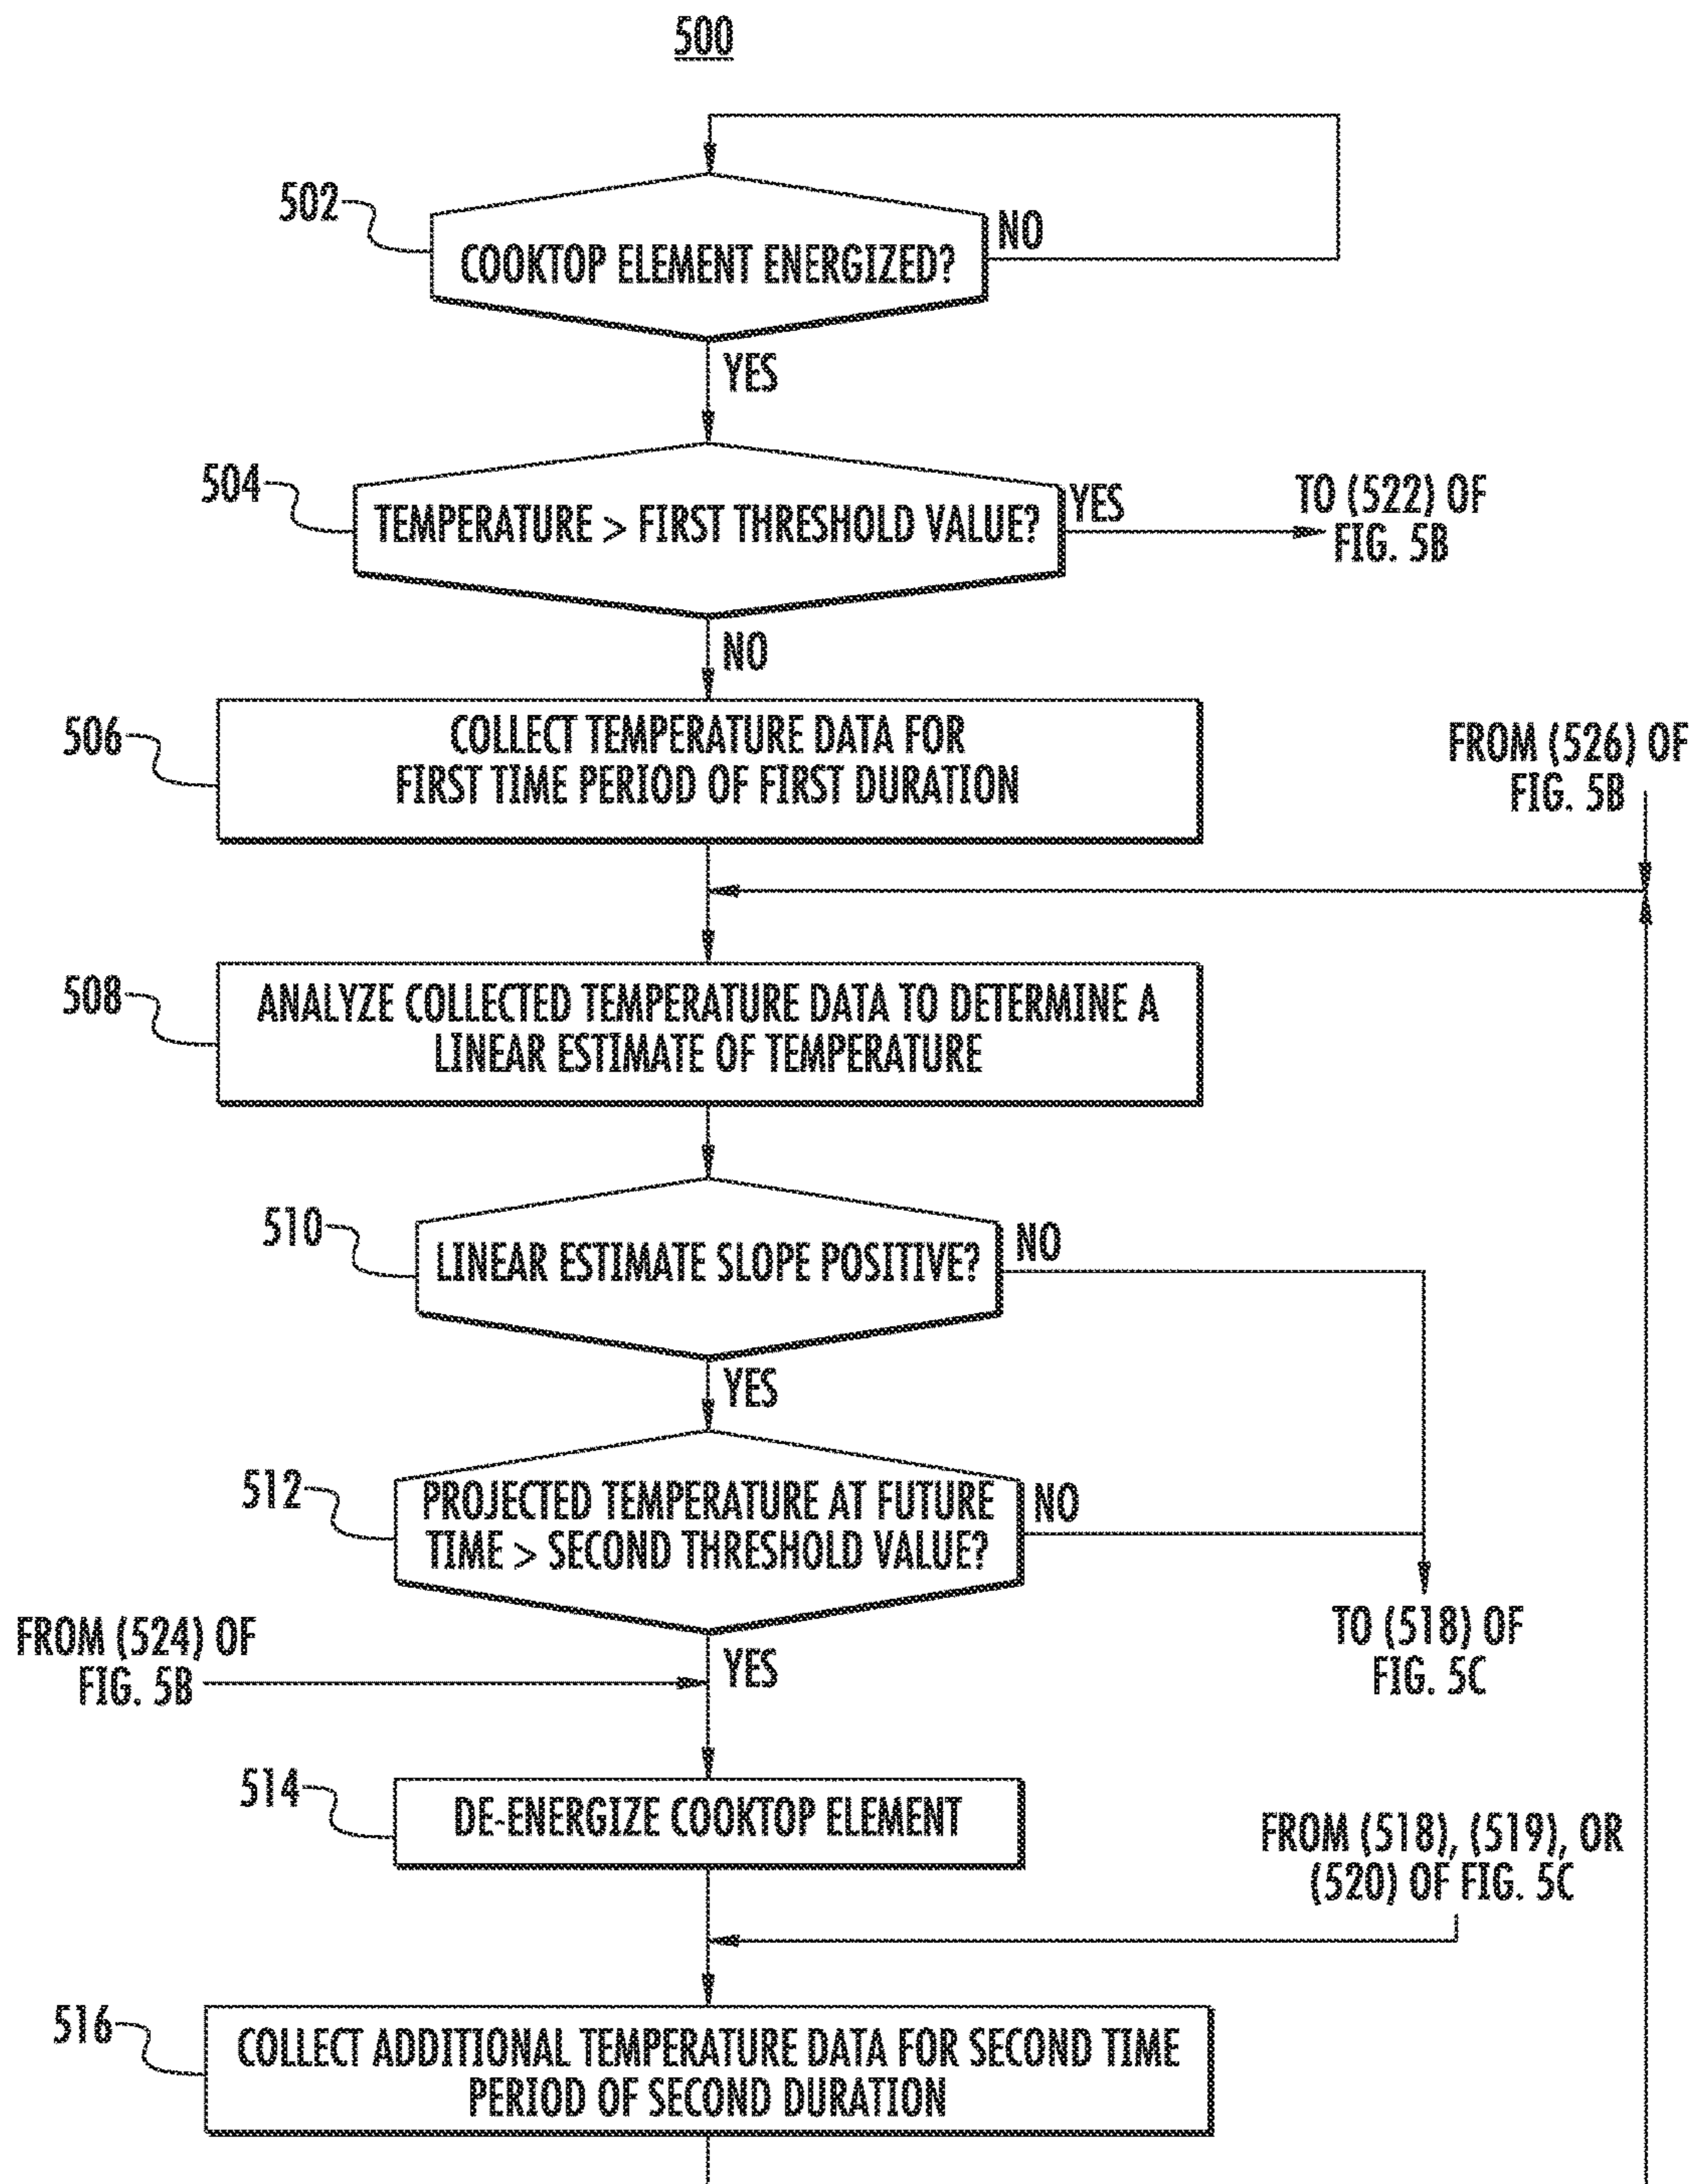 500
502
COOKTOP ELEMENT ENERGIZED?
NO
YES
504
TEMPERATURE > FIRST THRESHOLD VALUE?
YES
TO (522) OF
FIG. 5B
NO
506
COLLECT TEMPERATURE DATA FOR
FIRST TIME PERIOD OF FIRST DURATION
FROM (526) OF
FIG. 5B
508
ANALYZE COLLECTED TEMPERATURE DATA TO DETERMINE A
LINEAR ESTIMATE OF TEMPERATURE
510
LINEAR ESTIMATE SLOPE POSITIVE?
NO
YES
512
PROJECTED TEMPERATURE AT FUTURE
TIME > SECOND THRESHOLD VALUE?
NO
FROM (524) OF
FIG. 5B
YES
TO (518) OF
FIG. 5C
514
DE-ENERGIZE COOKTOP ELEMENT
FROM (518), (519), OR
(520) OF FIG. 5C
516
COLLECT ADDITIONAL TEMPERATURE DATA FOR SECOND TIME
PERIOD OF SECOND DURATION